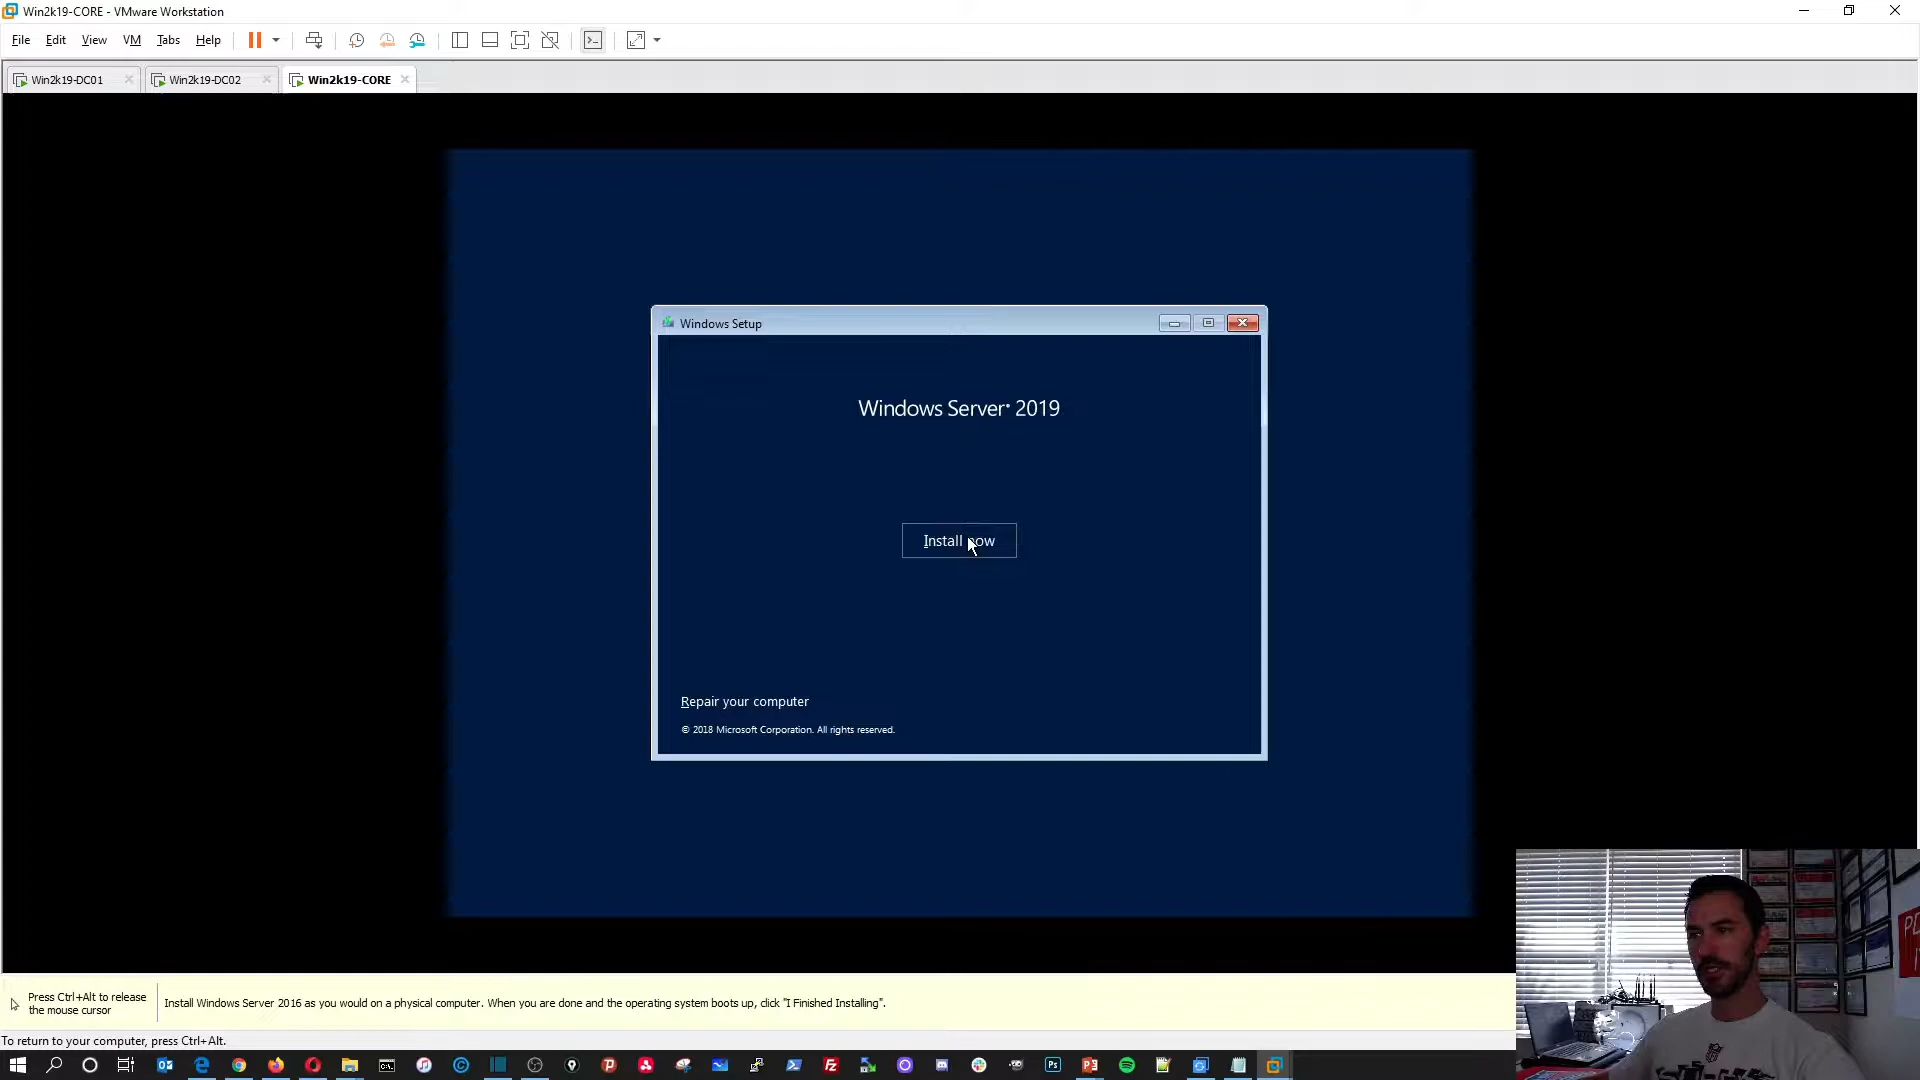 Win2k19-CORE - VMware Workstation
File Edit View VM Tabs Help
Win2k19-DC01 Win2k19-DC02 Win2k19-CORE
Windows Setup
Windows Server 2019
Install now
Repair your computer
© 2018 Microsoft Corporation. All rights reserved.
Press Ctrl+Alt to release
the mouse cursor
Install Windows Server 2016 as you would on a physical computer. When you are done and the operating system boots up, click "I Finished Installing".
To return to your computer, press Ctrl+Alt.